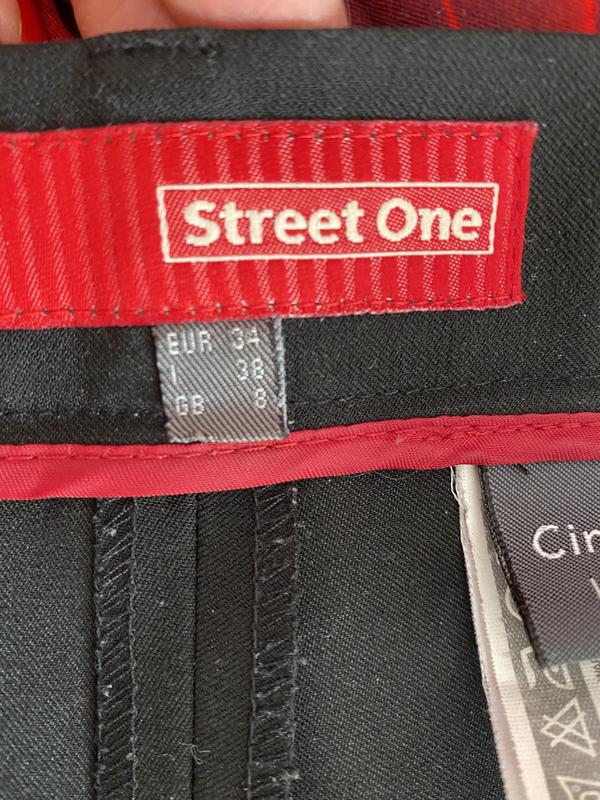 Street One
EUR 34
I 38
GB 8
Cin